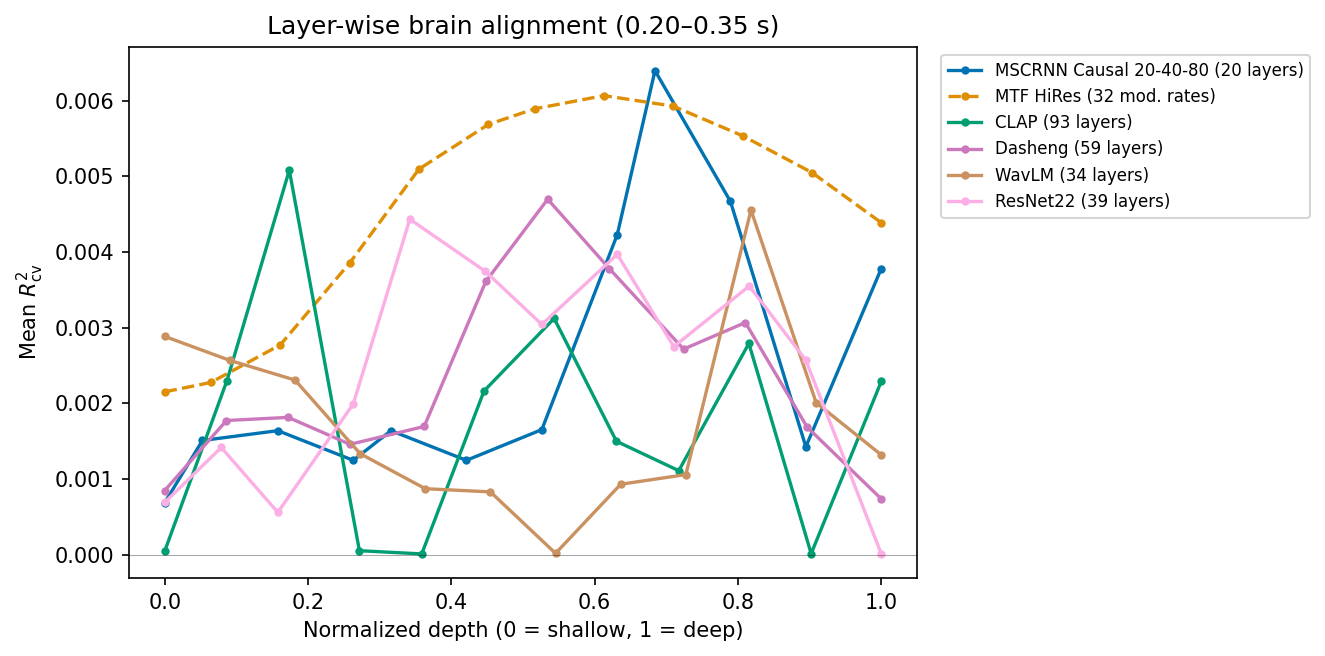 Layer-wise brain alignment (0.20–0.35 s)
MSCRNN Causal 20-40-80 (20 layers)
MTF HiRes (32 mod. rates)
CLAP (93 layers)
Dasheng (59 layers)
WavLM (34 layers)
ResNet22 (39 layers)
Mean R²cv
0.006
0.005
0.004
0.003
0.002
0.001
0.000
0.0 0.2 0.4 0.6 0.8 1.0
Normalized depth (0 = shallow, 1 = deep)